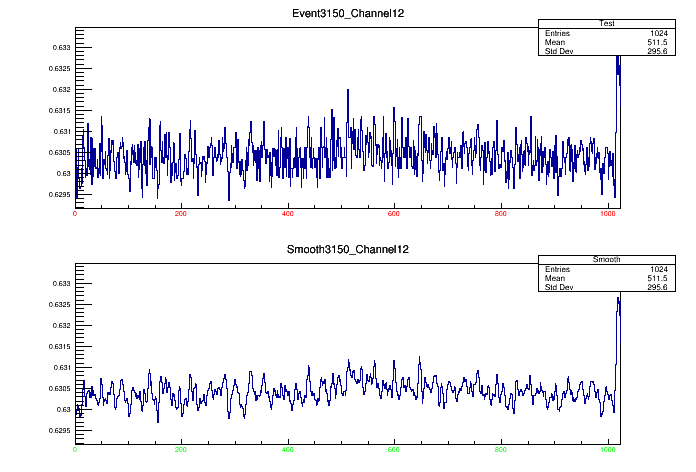 Event3150_Channel12
Test
Entries 1024
Mean 511.5
Std Dev 295.6
0.633
0.6325
0.632
0.6315
0.631
0.6305
0.63
0.6295
0 200 400 600 800 1000
Smooth3150_Channel12
Smooth
Entries 1024
Mean 511.5
Std Dev 295.6
0.633
0.6325
0.632
0.6315
0.631
0.6305
0.63
0.6295
0 200 400 600 800 1000